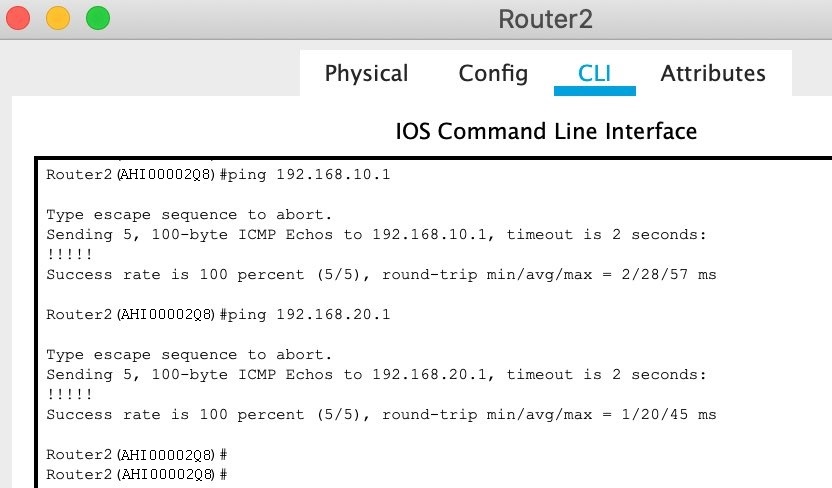 Router2
Physical Config CLI Attributes
IOS Command Line Interface
Router2(AHI00002Q8)#ping 192.168.10.1
Type escape sequence to abort.
Sending 5, 100-byte ICMP Echos to 192.168.10.1, timeout is 2 seconds:
!!!!!
Success rate is 100 percent (5/5), round-trip min/avg/max = 2/28/57 ms
Router2(AHI00002Q8)#ping 192.168.20.1
Type escape sequence to abort.
Sending 5, 100-byte ICMP Echos to 192.168.20.1, timeout is 2 seconds:
!!!!!
Success rate is 100 percent (5/5), round-trip min/avg/max = 1/20/45 ms
Router2(AHI00002Q8)#
Router2(AHI00002Q8)#